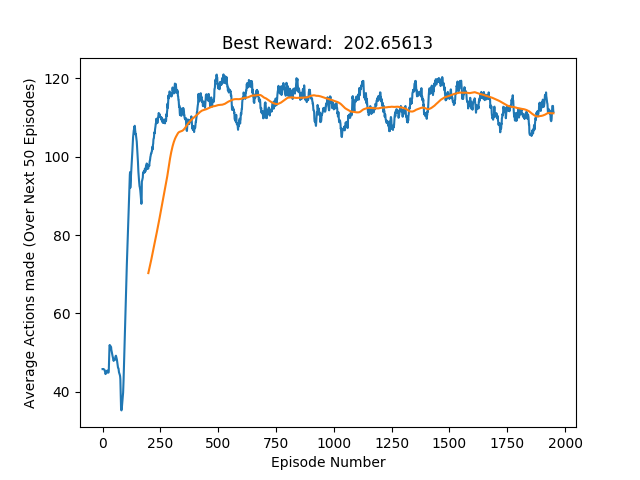 Best Reward:  202.65613
120
100
80
60
40
Average Actions made (Over Next 50 Episodes)
0 250 500 750 1000 1250 1500 1750 2000
Episode Number